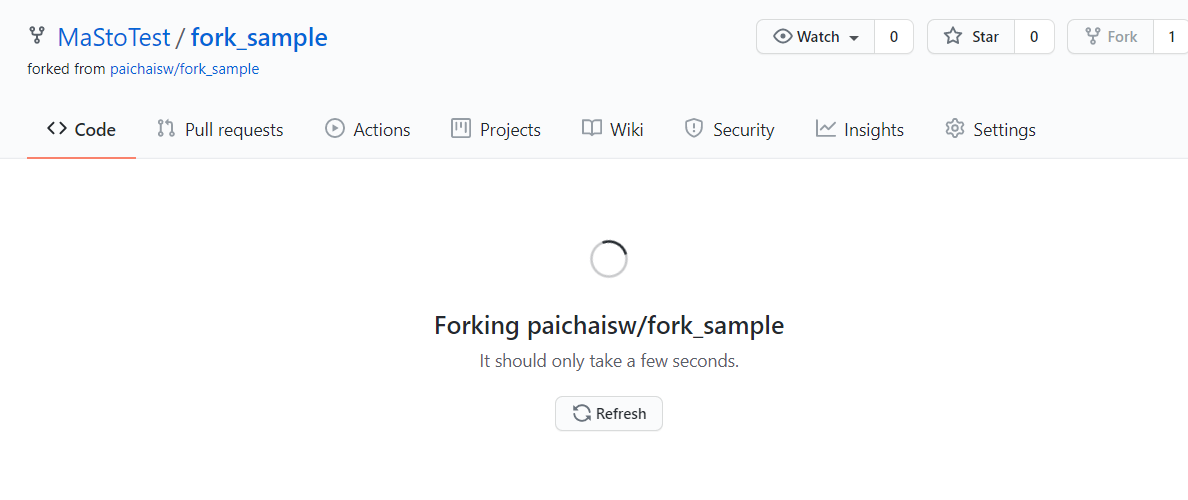 MaStoTest / fork_sample
Watch 0 Star 0 Fork 1
forked from paichaisw/fork_sample
Code Pull requests Actions Projects Wiki Security Insights Settings
Forking paichaisw/fork_sample
It should only take a few seconds.
Refresh